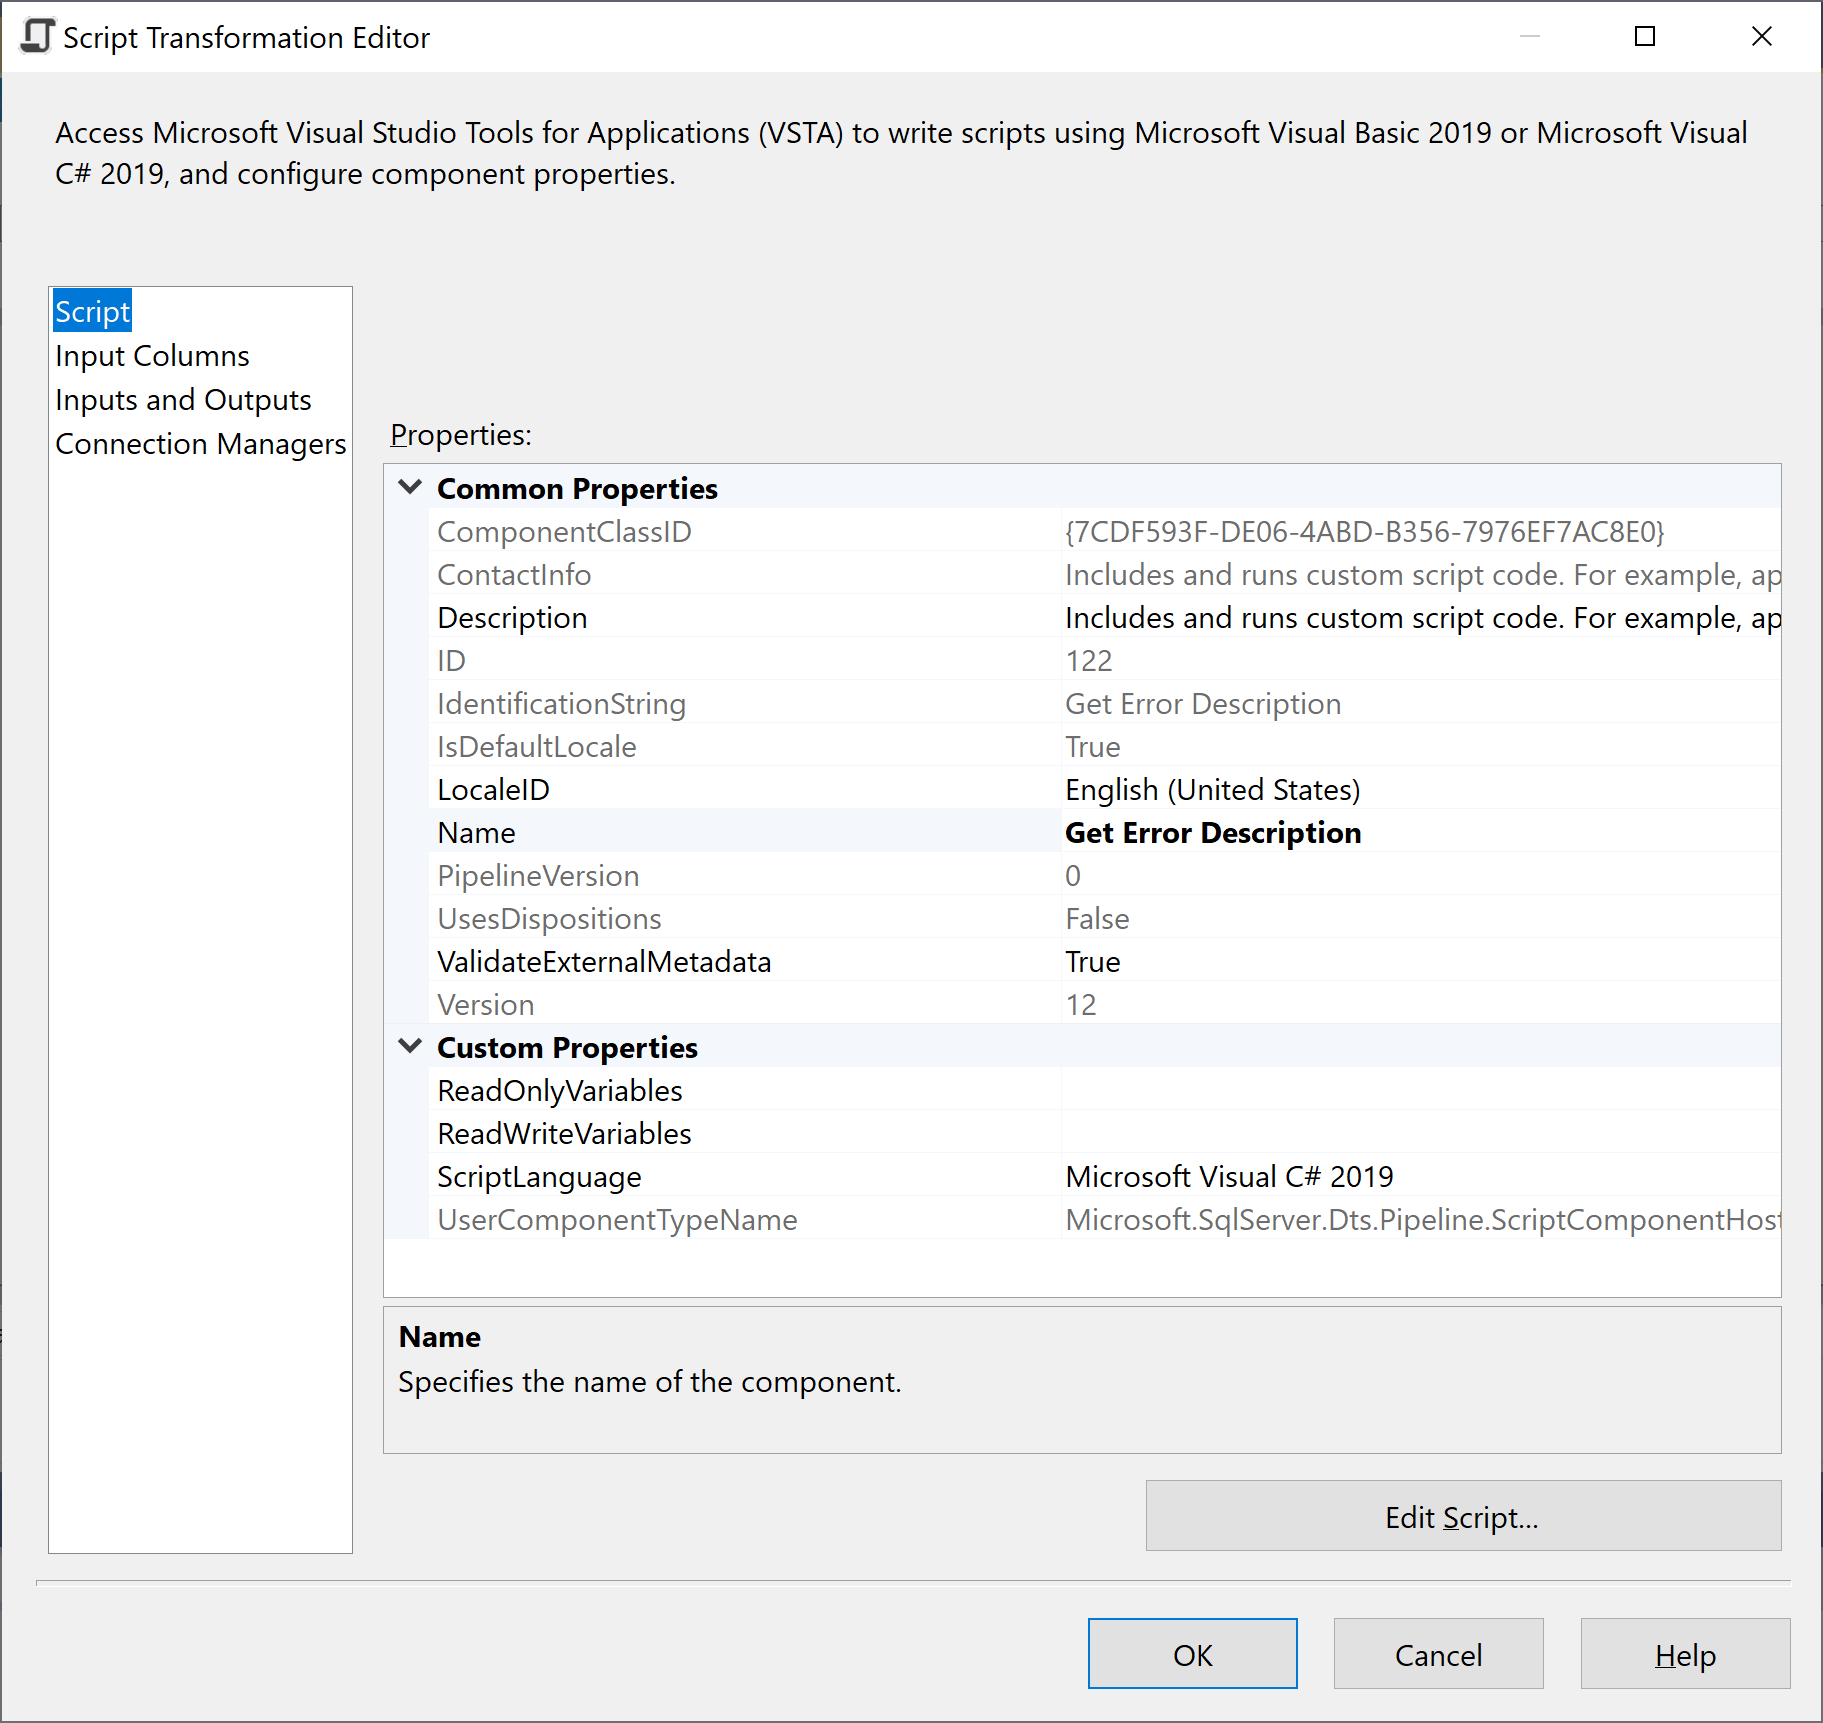 Script Transformation Editor
Access Microsoft Visual Studio Tools for Applications (VSTA) to write scripts using Microsoft Visual Basic 2019 or Microsoft Visual
C# 2019, and configure component properties.
Script
Input Columns
Inputs and Outputs
Connection Managers
Properties:
Common Properties
ComponentClassID {7CDF593F-DE06-4ABD-B356-7976EF7AC8E0}
ContactInfo Includes and runs custom script code. For example, ap
Description Includes and runs custom script code. For example, ap
ID 122
IdentificationString Get Error Description
IsDefaultLocale True
LocaleID English (United States)
Name Get Error Description
PipelineVersion 0
UsesDispositions False
ValidateExternalMetadata True
Version 12
Custom Properties
ReadOnlyVariables
ReadWriteVariables
ScriptLanguage Microsoft Visual C# 2019
UserComponentTypeName Microsoft.SqlServer.Dts.Pipeline.ScriptComponentHost
Name
Specifies the name of the component.
Edit Script...
OK Cancel Help